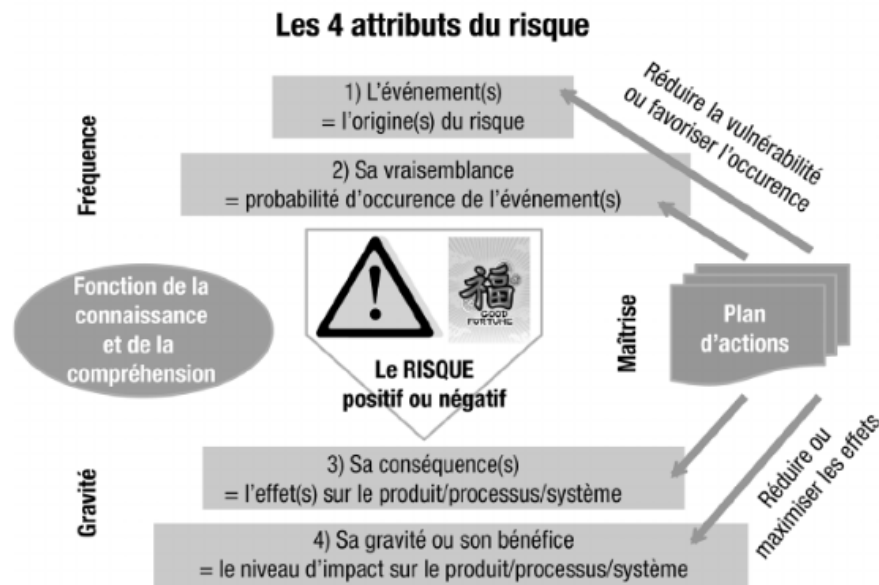 Les 4 attributs du risque
1) L'événement(s)
= l'origine(s) du risque
2) Sa vraisemblance
= probabilité d'occurence de l'événement(s)
Fréquence
Réduire la vulnérabilité
ou favoriser l'occurence
Fonction de la
connaissance
et de la
compréhension
福
GOOD
FORTUNE
Le RISQUE
positif ou négatif
Maîtrise
Plan
d'actions
Gravité
3) Sa conséquence(s)
= l'effet(s) sur le produit/processus/système
4) Sa gravité ou son bénéfice
= le niveau d'impact sur le produit/processus/système
Réduire ou
maximiser les effets